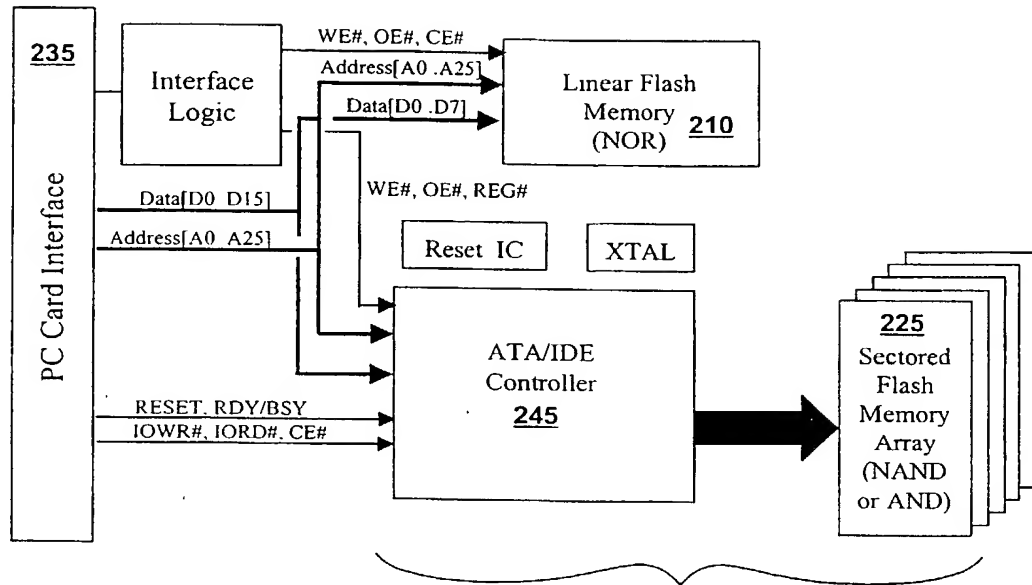 235
PC Card Interface
Interface
Logic
WE#, OE#, CE#
Address[A0 .A25]
Data[D0 .D7]
Linear Flash
Memory
(NOR) 210
Data[D0 D15]
Address[A0 A25]
WE#, OE#, REG#
Reset IC
XTAL
ATA/IDE
Controller
245
RESET, RDY/BSY
IOWR#, IORD#, CE#
225
Sectored
Flash
Memory
Array
(NAND
or AND)